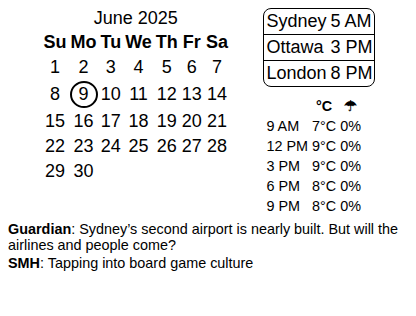 June 2025
Su Mo Tu We Th Fr Sa
1 2 3 4 5 6 7
8 9 10 11 12 13 14
15 16 17 18 19 20 21
22 23 24 25 26 27 28
29 30
Sydney 5 AM
Ottawa 3 PM
London 8 PM
°C ☂
9 AM 7°C 0%
12 PM 9°C 0%
3 PM 9°C 0%
6 PM 8°C 0%
9 PM 8°C 0%
Guardian: Sydney’s second airport is nearly built. But will the
airlines and people come?
SMH: Tapping into board game culture